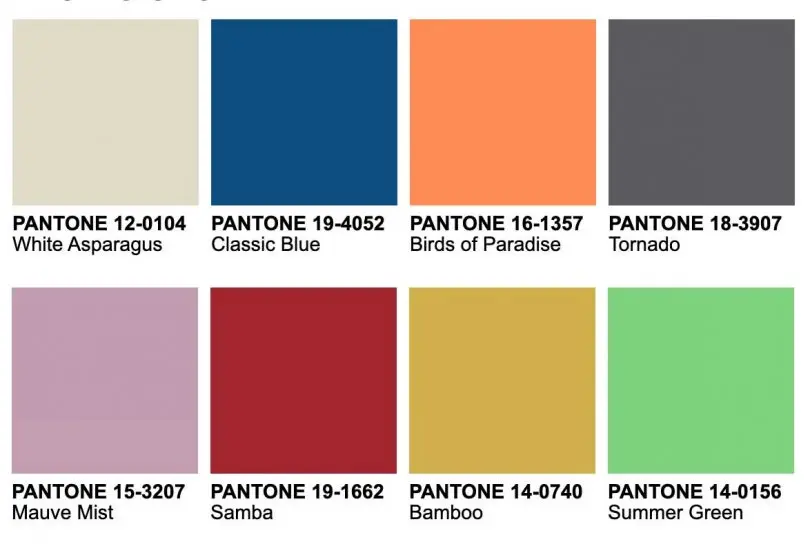 PANTONE 12-0104
White Asparagus
PANTONE 19-4052
Classic Blue
PANTONE 16-1357
Birds of Paradise
PANTONE 18-3907
Tornado
PANTONE 15-3207
Mauve Mist
PANTONE 19-1662
Samba
PANTONE 14-0740
Bamboo
PANTONE 14-0156
Summer Green